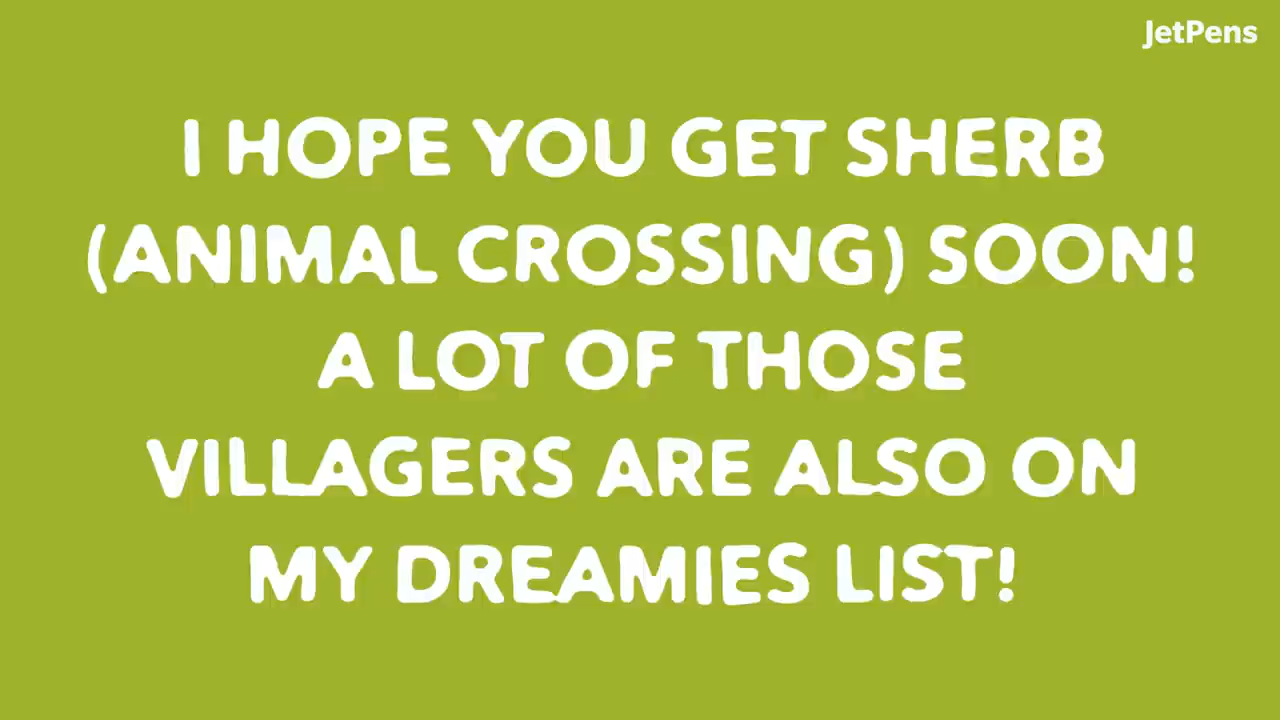 JetPens
I HOPE YOU GET SHERB
(ANIMAL CROSSING) SOON!
A LOT OF THOSE
VILLAGERS ARE ALSO ON
MY DREAMIES LIST!